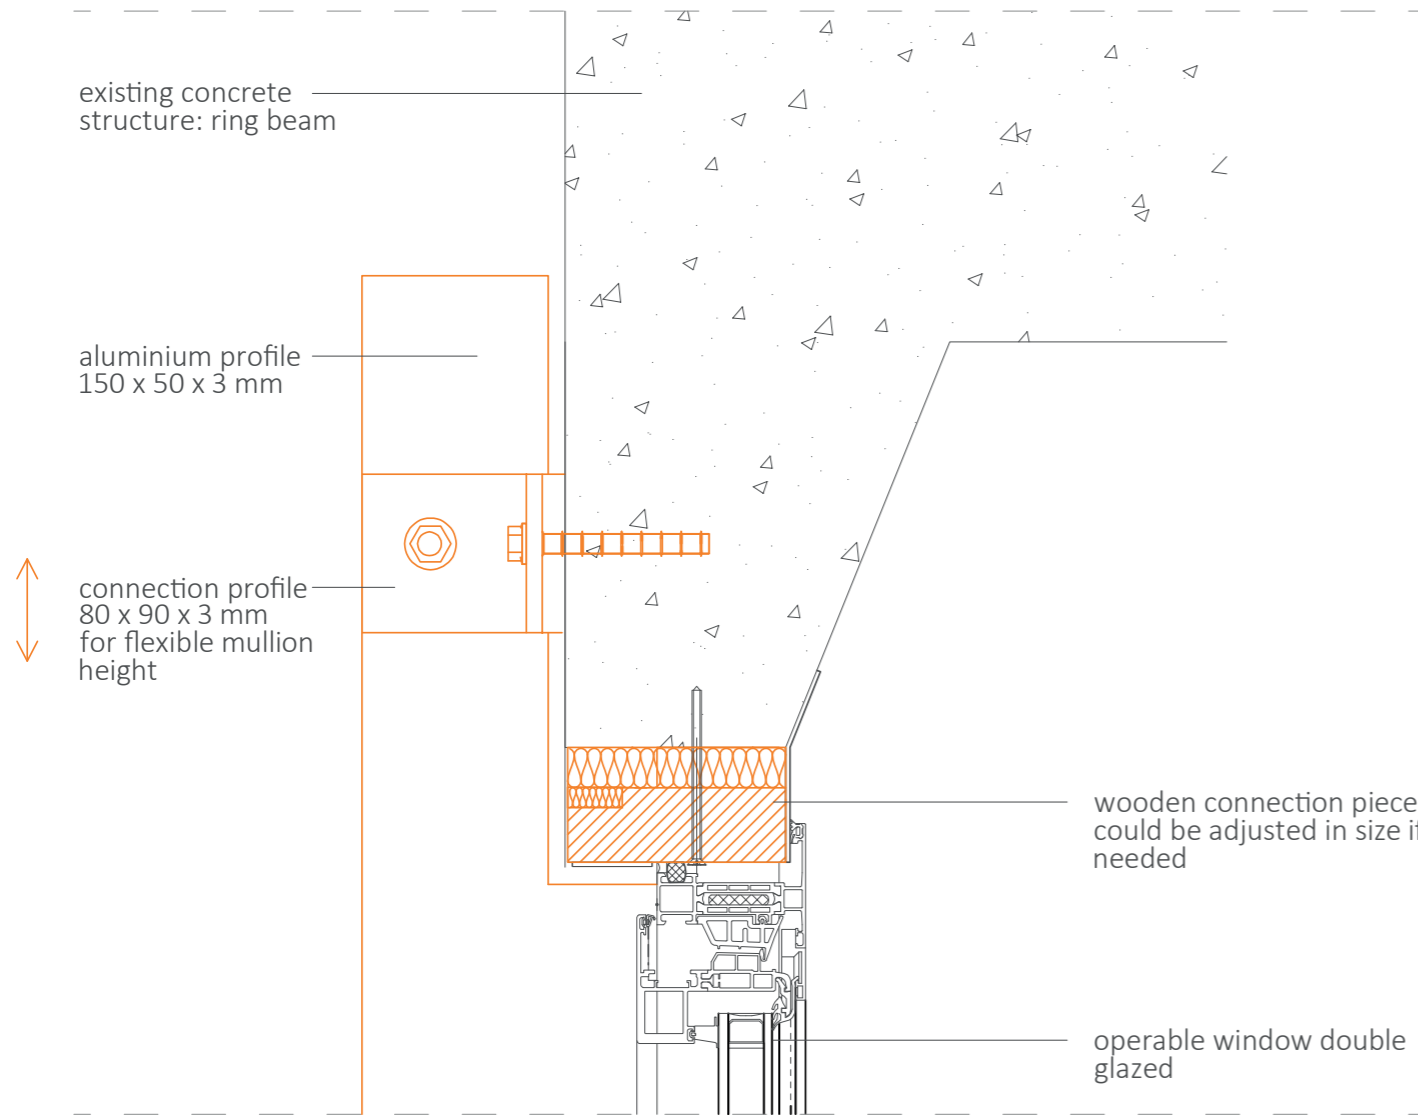 existing concrete
structure: ring beam
aluminium profile
150 x 50 x 3 mm
connection profile
80 x 90 x 3 mm
for flexible mullion
height
wooden connection piece
could be adjusted in size if
needed
operable window double
glazed